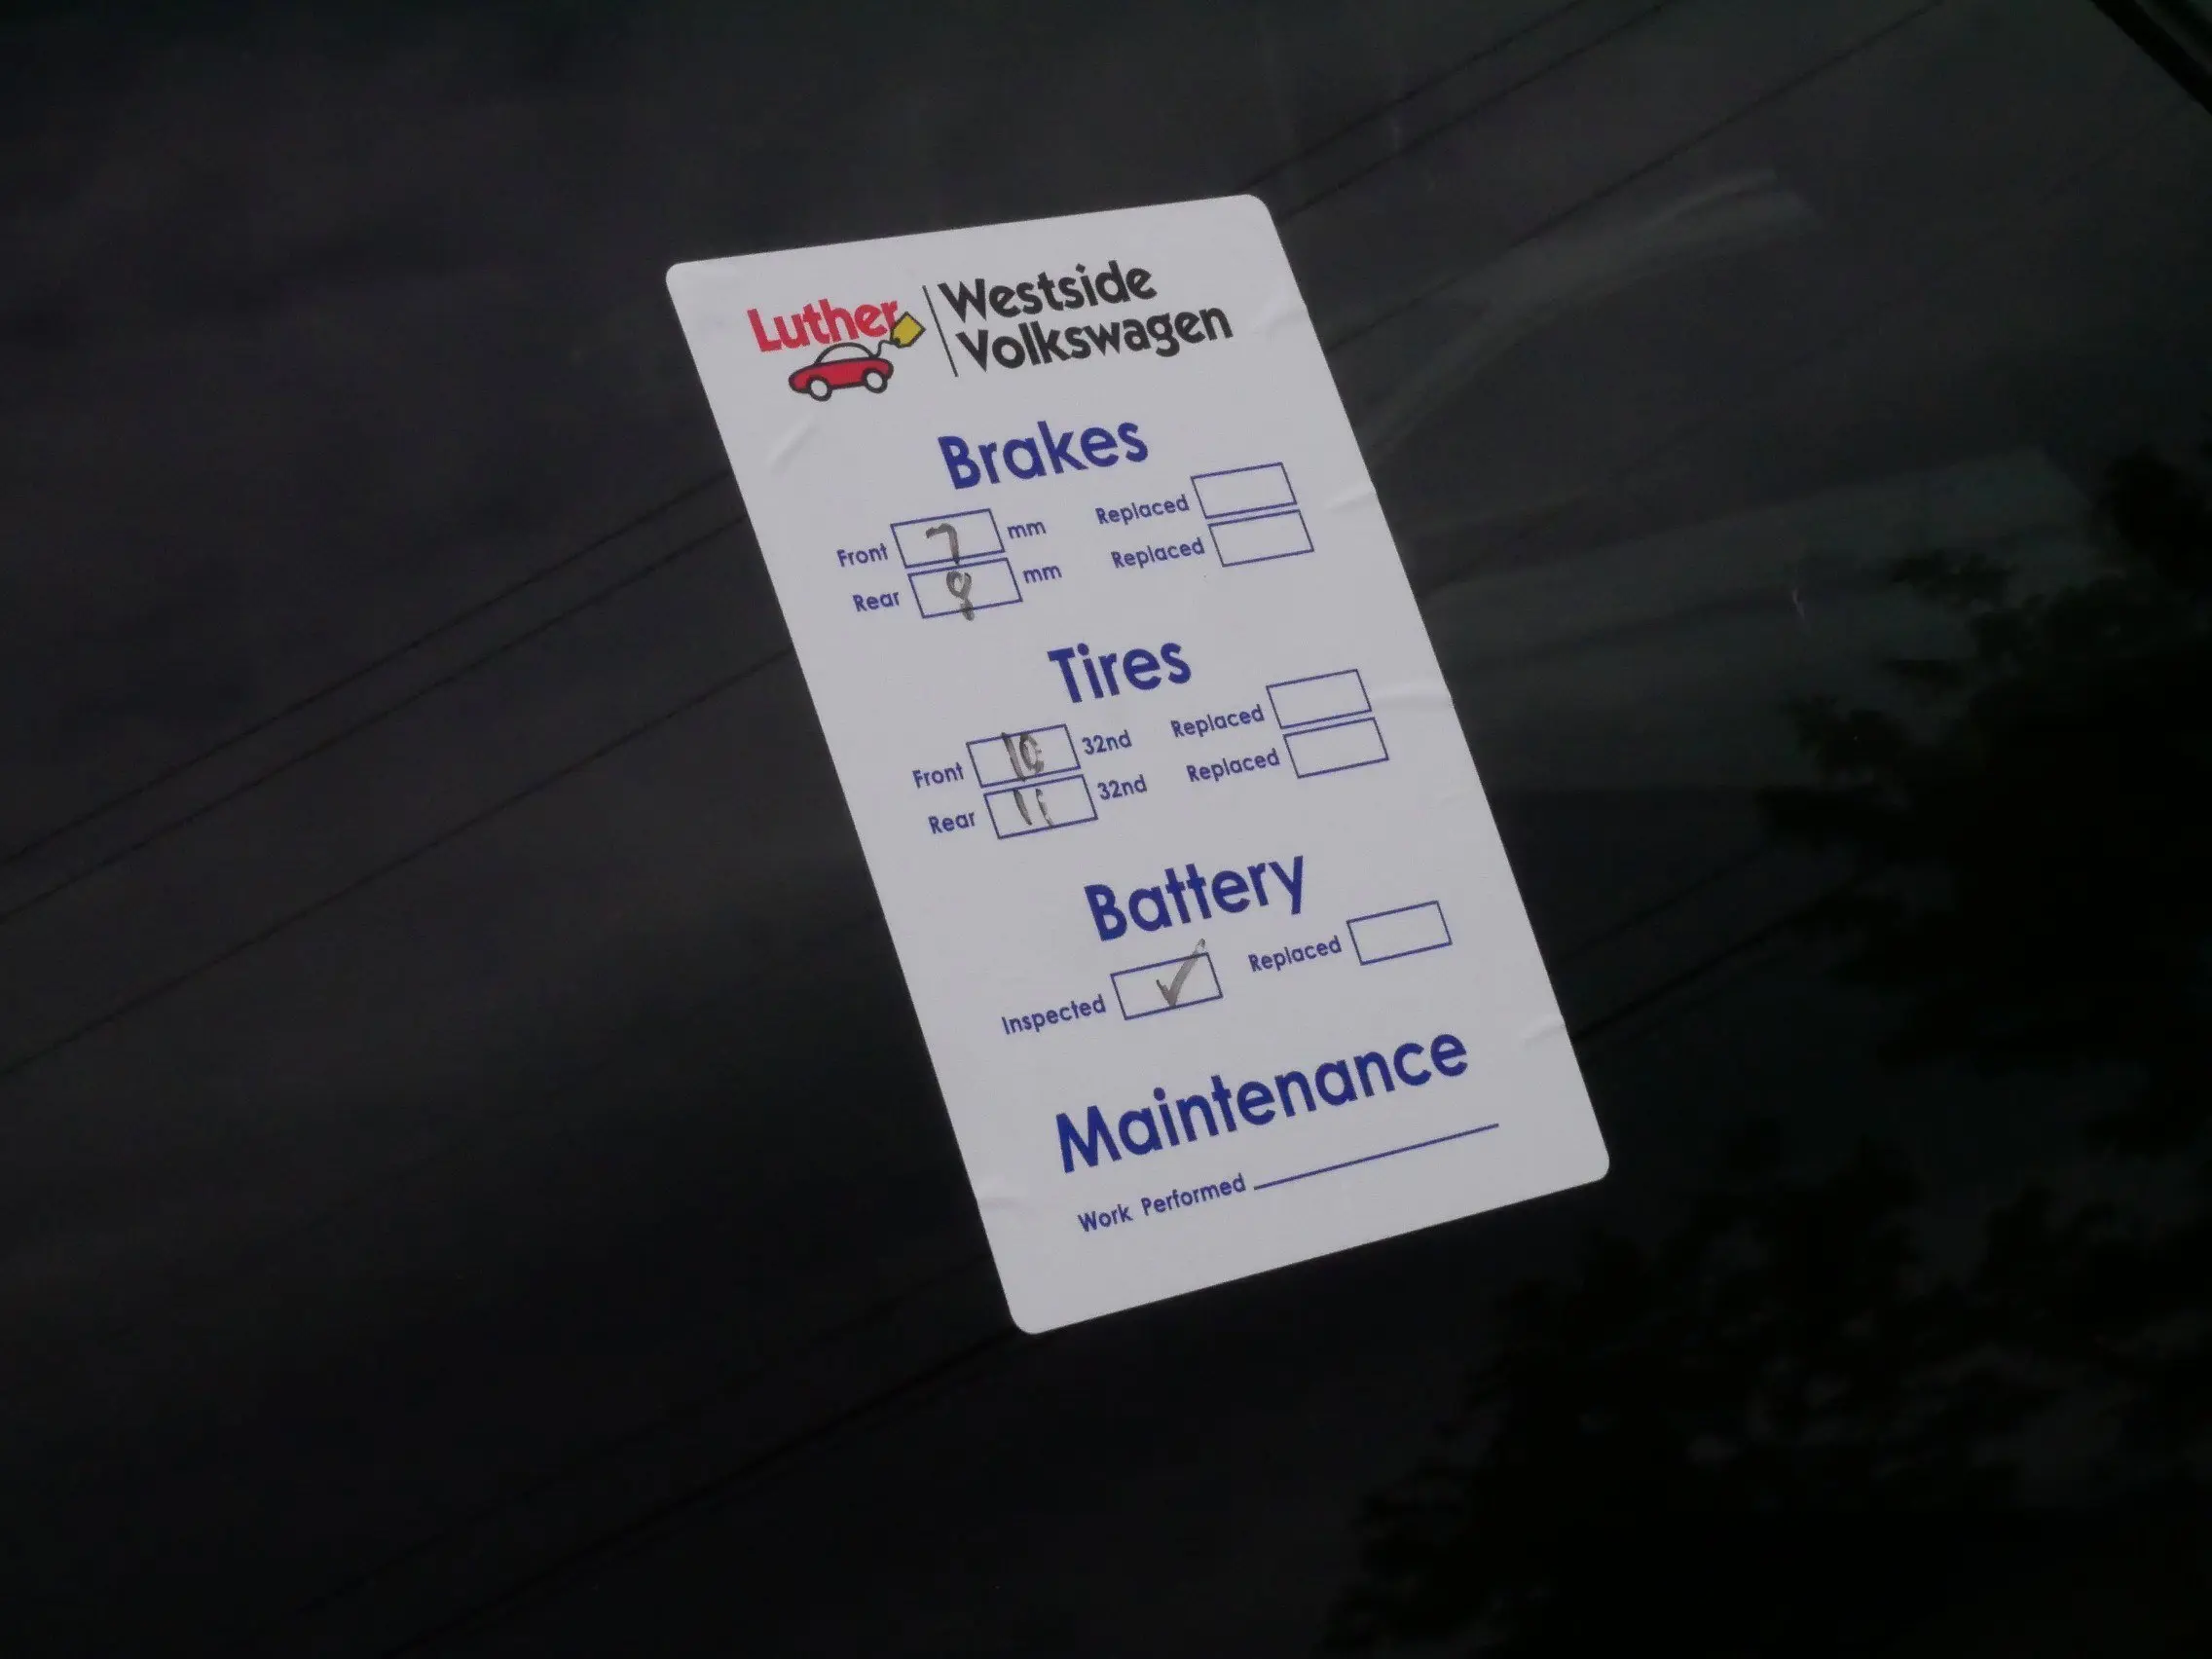 Luther Westside
Volkswagen
Brakes
Front 7 mm Replaced
Rear 8 mm Replaced
Tires
Front 10 32nd Replaced
Rear 11 32nd Replaced
Battery
Inspected ✓ Replaced
Maintenance
Work Performed